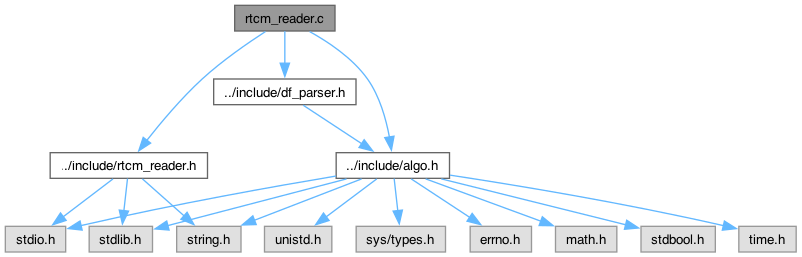 rtcm_reader.c
../include/df_parser.h
../include/rtcm_reader.h
../include/algo.h
stdio.h
stdlib.h
string.h
unistd.h
sys/types.h
errno.h
math.h
stdbool.h
time.h